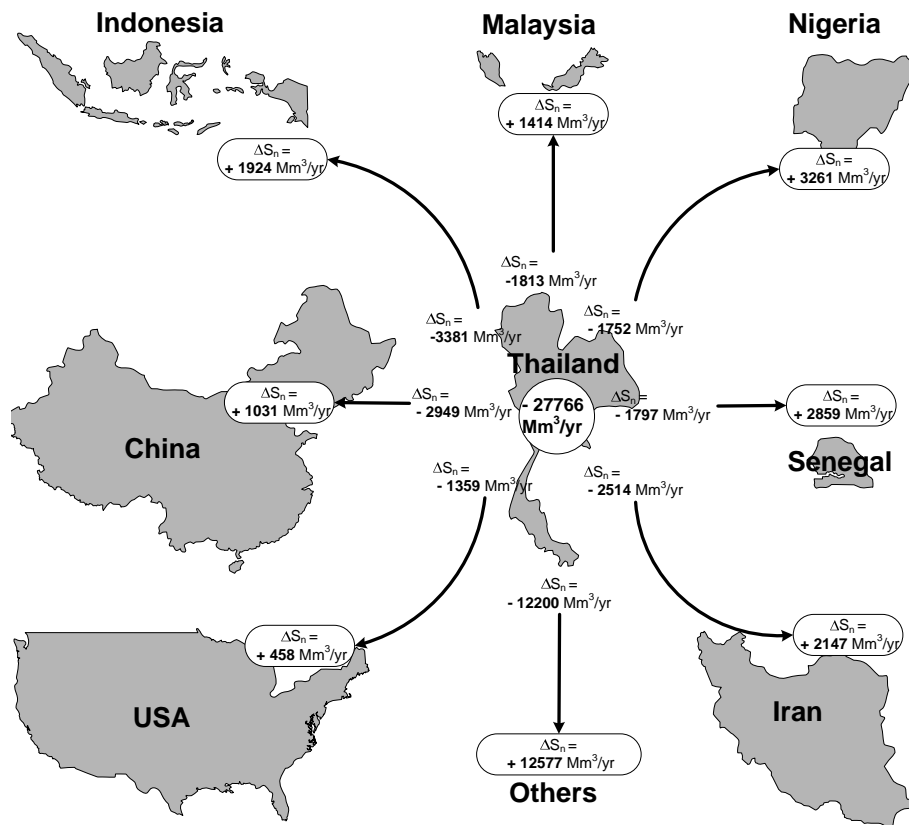 Indonesia
Malaysia
Nigeria
ΔSₙ =
+ 1414 Mm³/yr
ΔSₙ =
+ 1924 Mm³/yr
ΔSₙ =
+ 3261 Mm³/yr
ΔSₙ =
-1813 Mm³/yr
ΔSₙ =
-3381 Mm³/yr
ΔSₙ =
- 1752 Mm³/yr
Thailand
ΔSₙ =
+ 1031 Mm³/yr
ΔSₙ =
- 2949 Mm³/yr
- 27766
Mm³/yr
ΔSₙ =
- 1797 Mm³/yr
ΔSₙ =
+ 2859 Mm³/yr
China
Senegal
ΔSₙ =
- 1359 Mm³/yr
ΔSₙ =
- 2514 Mm³/yr
ΔSₙ =
- 12200 Mm³/yr
ΔSₙ =
+ 458 Mm³/yr
ΔSₙ =
+ 2147 Mm³/yr
USA
Iran
ΔSₙ =
+ 12577 Mm³/yr
Others